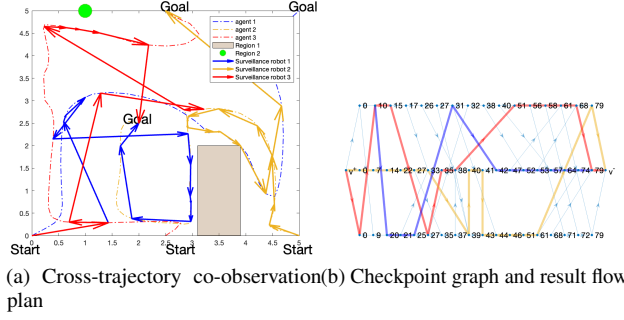 Goal
Goal
5
4.5
4
3.5
3
2.5
2
1.5
1
0.5
0
agent 1
agent 2
agent 3
Region 1
Region 2
Surveillance robot 1
Surveillance robot 2
Surveillance robot 3
Goal
0 0.5 1 1.5 2 2.5 3 3.5 4 4.5 5
Start Start Start
0 10 15 17 26 27 31 32 38 40 51 56 58 61 68 79
0 7 14 22 27 33 35 38 40 41 42 47 52 57 74 79 v⁻
0 9 20 21 25 27 35 37 39 44 46 51 61 68 71 72 79
(a) Cross-trajectory co-observation
plan
(b) Checkpoint graph and result flow